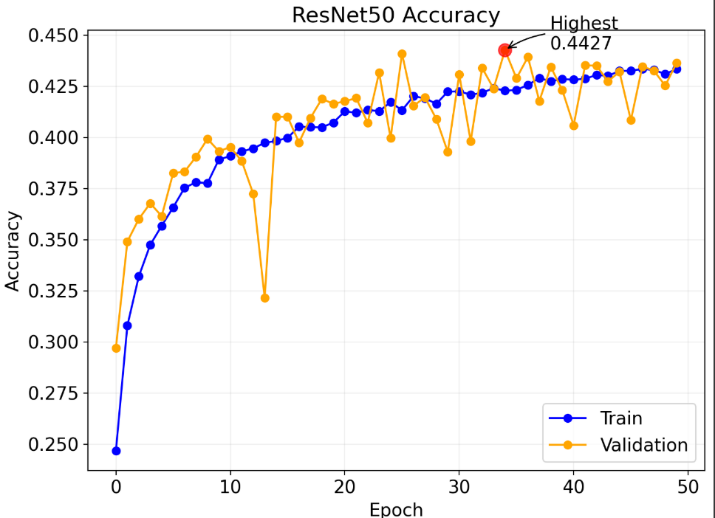 ResNet50 Accuracy
Highest
0.4427
0.450
0.425
0.400
0.375
0.350
0.325
0.300
0.275
0.250
Accuracy
Train
Validation
0 10 20 30 40 50
Epoch